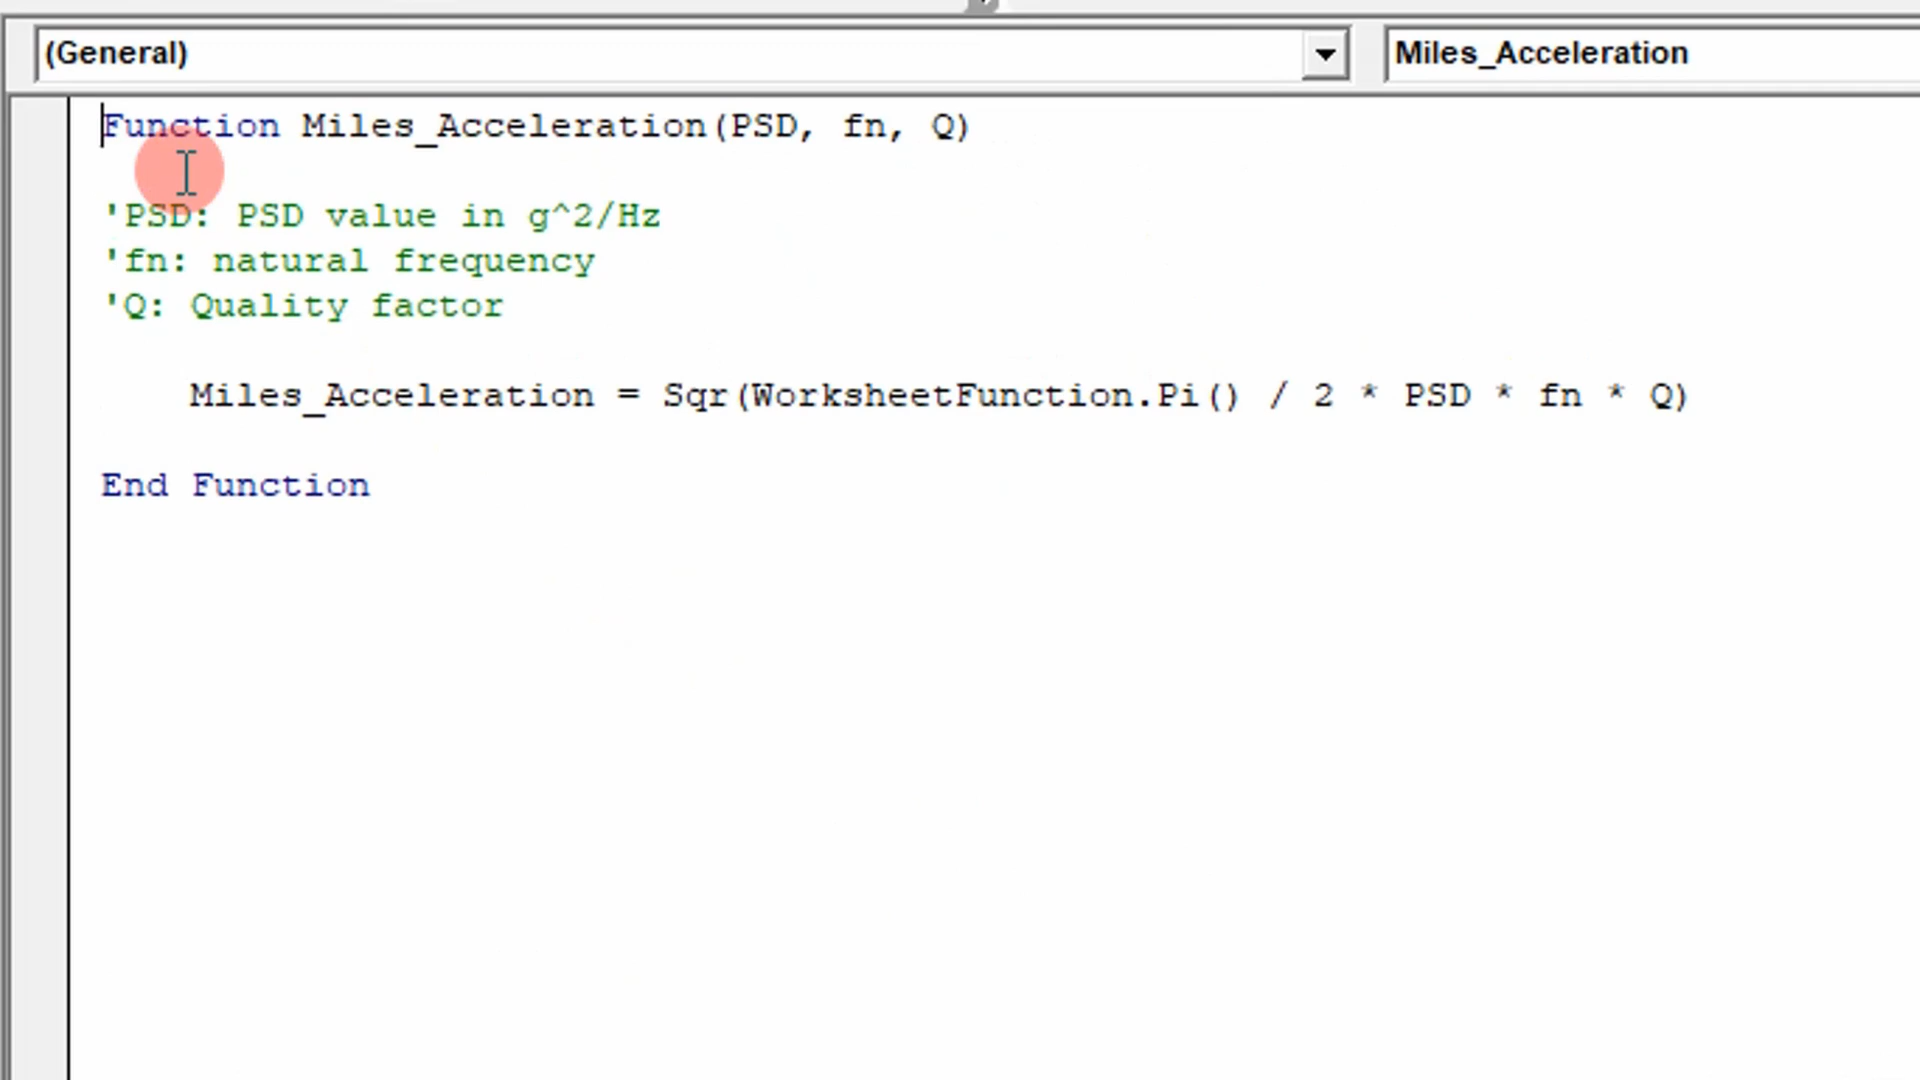 (General)
Miles_Acceleration
Function Miles_Acceleration(PSD, fn, Q)
'PSD: PSD value in g^2/Hz
'fn: natural frequency
'Q: Quality factor
Miles_Acceleration = Sqr(WorksheetFunction.Pi() / 2 * PSD * fn * Q)
End Function